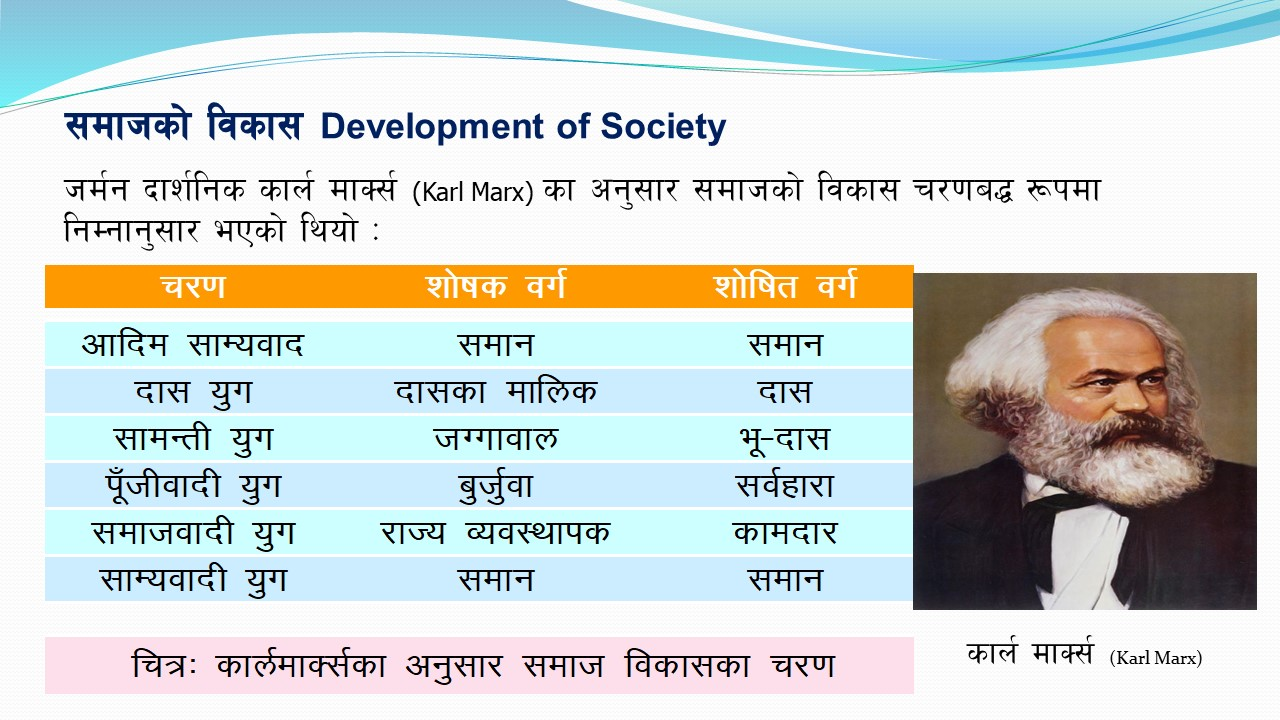 समाजको विकास Development of Society
जर्मन दार्शनिक कार्ल मार्क्स (Karl Marx) का अनुसार समाजको विकास चरणबद्ध रूपमा
निम्नानुसार भएको थियो :
चरण शोषक वर्ग शोषित वर्ग
आदिम साम्यवाद समान समान
दास युग दासका मालिक दास
सामन्ती युग जग्गावाल भू-दास
पूँजीवादी युग बुर्जुवा सर्वहारा
समाजवादी युग राज्य व्यवस्थापक कामदार
साम्यवादी युग समान समान
चित्र: कार्लमार्क्सका अनुसार समाज विकासका चरण
कार्ल मार्क्स (Karl Marx)